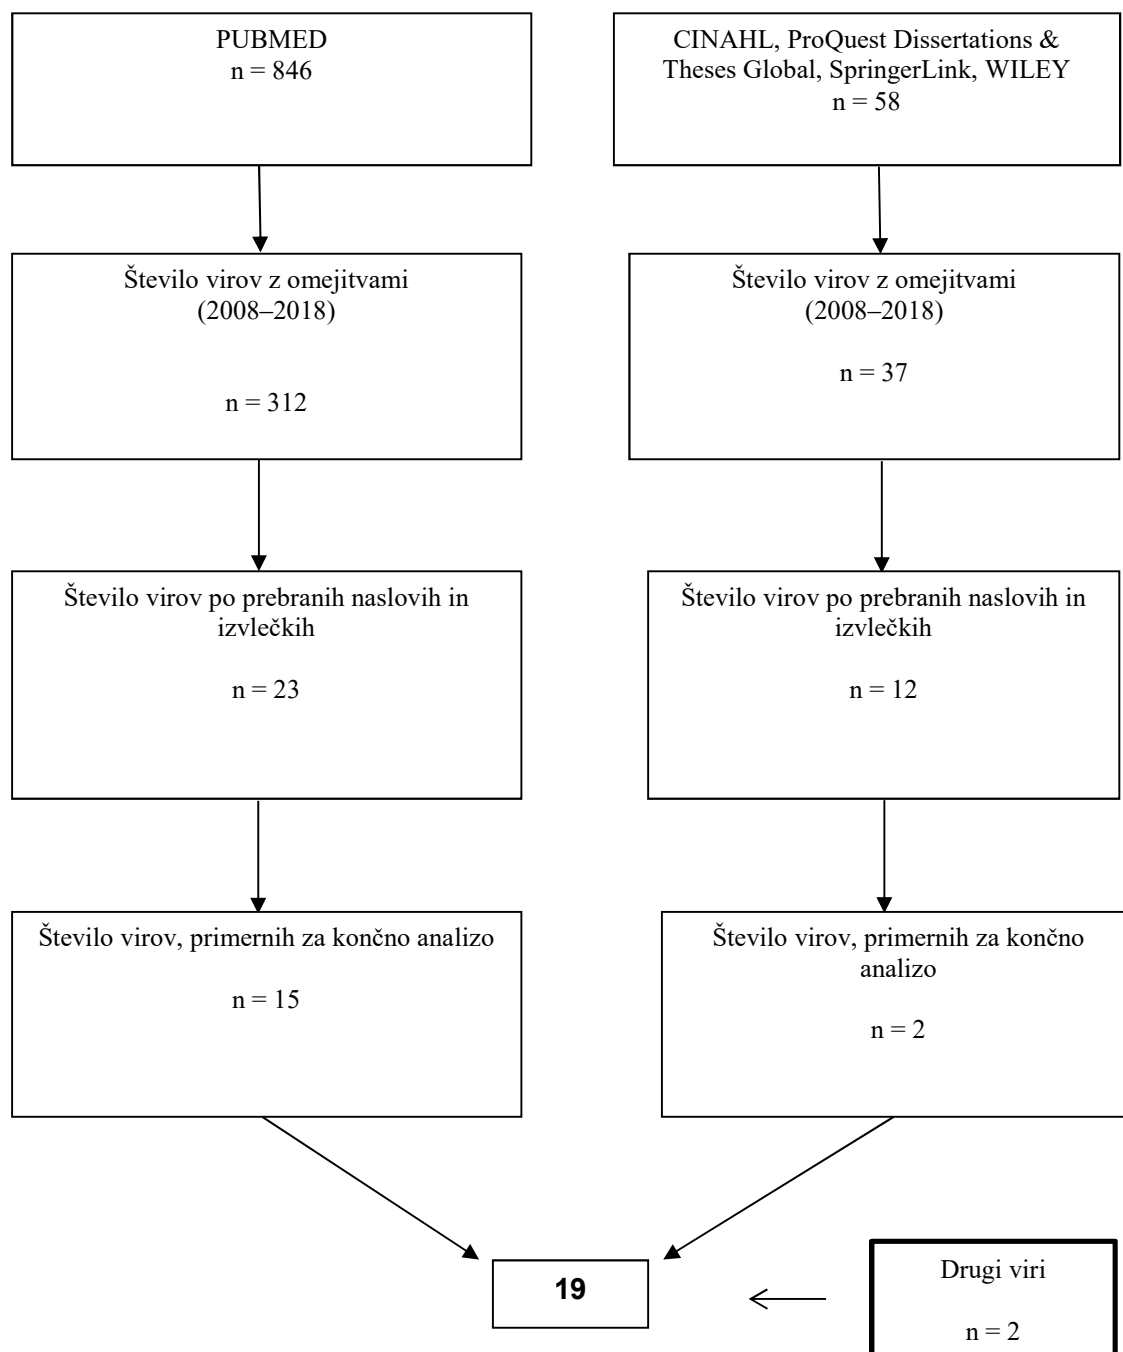 PUBMED
n = 846
CINAHL, ProQuest Dissertations &
Theses Global, SpringerLink, WILEY
n = 58
Število virov z omejitvami
(2008–2018)
n = 312
Število virov z omejitvami
(2008–2018)
n = 37
Število virov po prebranih naslovih in
izvlečkih
n = 23
Število virov po prebranih naslovih in
izvlečkih
n = 12
Število virov, primernih za končno analizo
n = 15
Število virov, primernih za končno
analizo
n = 2
19
Drugi viri
n = 2